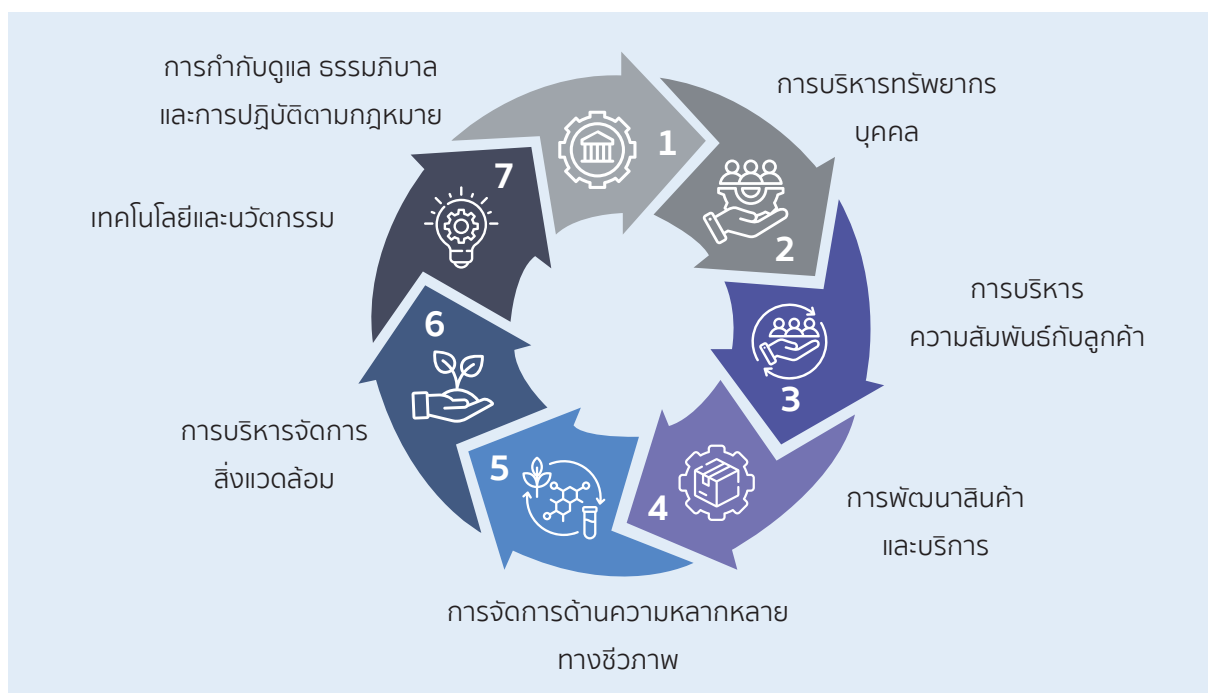 การกำกับดูแล ธรรมภิบาล
และการปฏิบัติตามกฎหมาย
1
การบริหารทรัพยากร
บุคคล
2
การบริหาร
ความสัมพันธ์กับลูกค้า
3
การพัฒนาสินค้า
และบริการ
4
การจัดการด้านความหลากหลาย
ทางชีวภาพ
5
การบริหารจัดการ
สิ่งแวดล้อม
6
เทคโนโลยีและนวัตกรรม
7